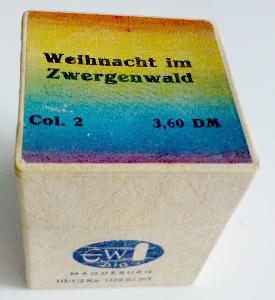 Weihnacht im
Zwergenwald
Col. 2 3,60 DM
MAGDEBURG